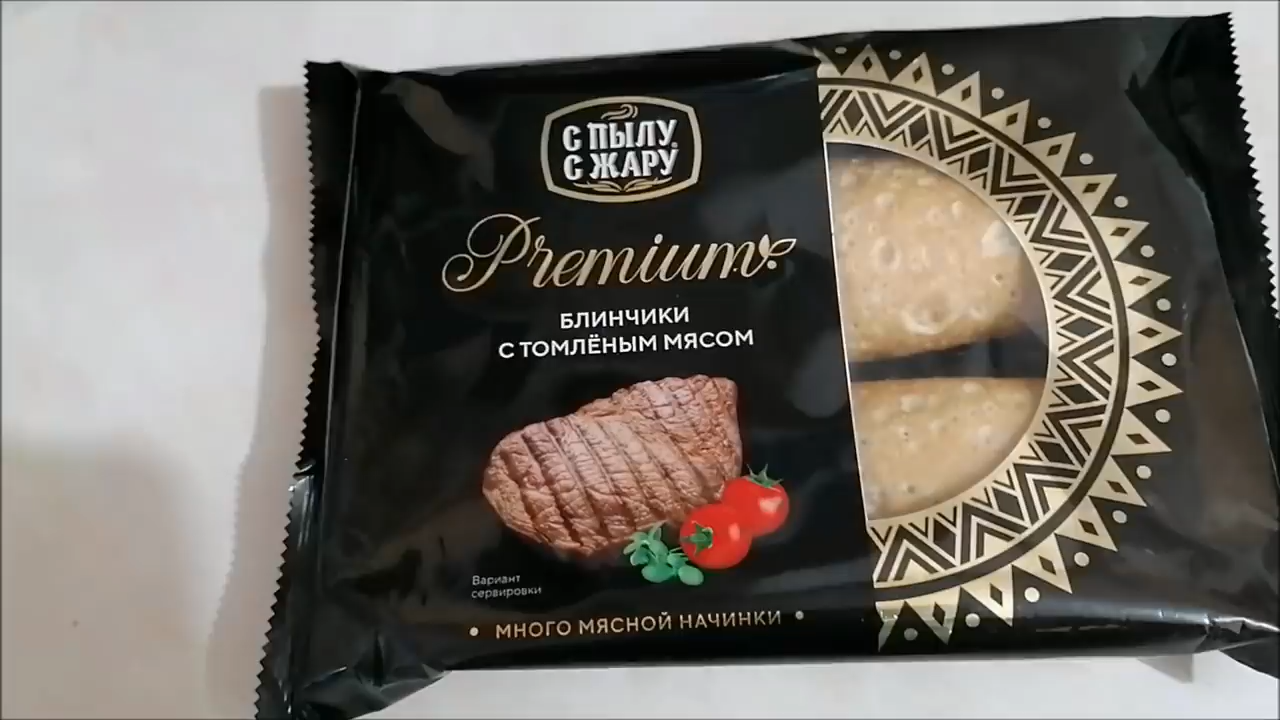 С ПЫЛУ,
С ЖАРУ
Premium
БЛИНЧИКИ
С ТОМЛЁНЫМ МЯСОМ
Вариант
сервировки
• МНОГО МЯСНОЙ НАЧИНКИ •